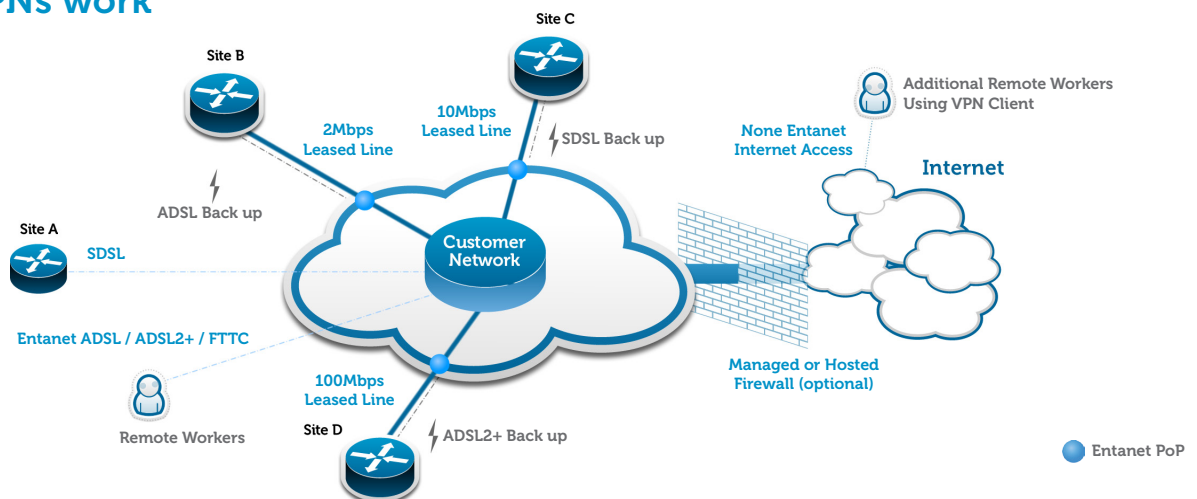 work
Site C
Site B
Additional Remote Workers
Using VPN Client
10Mbps
Leased Line
2Mbps
Leased Line
SDSL Back up
None Entanet
Internet Access
Internet
ADSL Back up
Site A
SDSL
Customer
Network
Entanet ADSL / ADSL2+ / FTTC
Managed or Hosted
Firewall (optional)
100Mbps
Leased Line
Remote Workers
Site D
ADSL2+ Back up
Entanet PoP